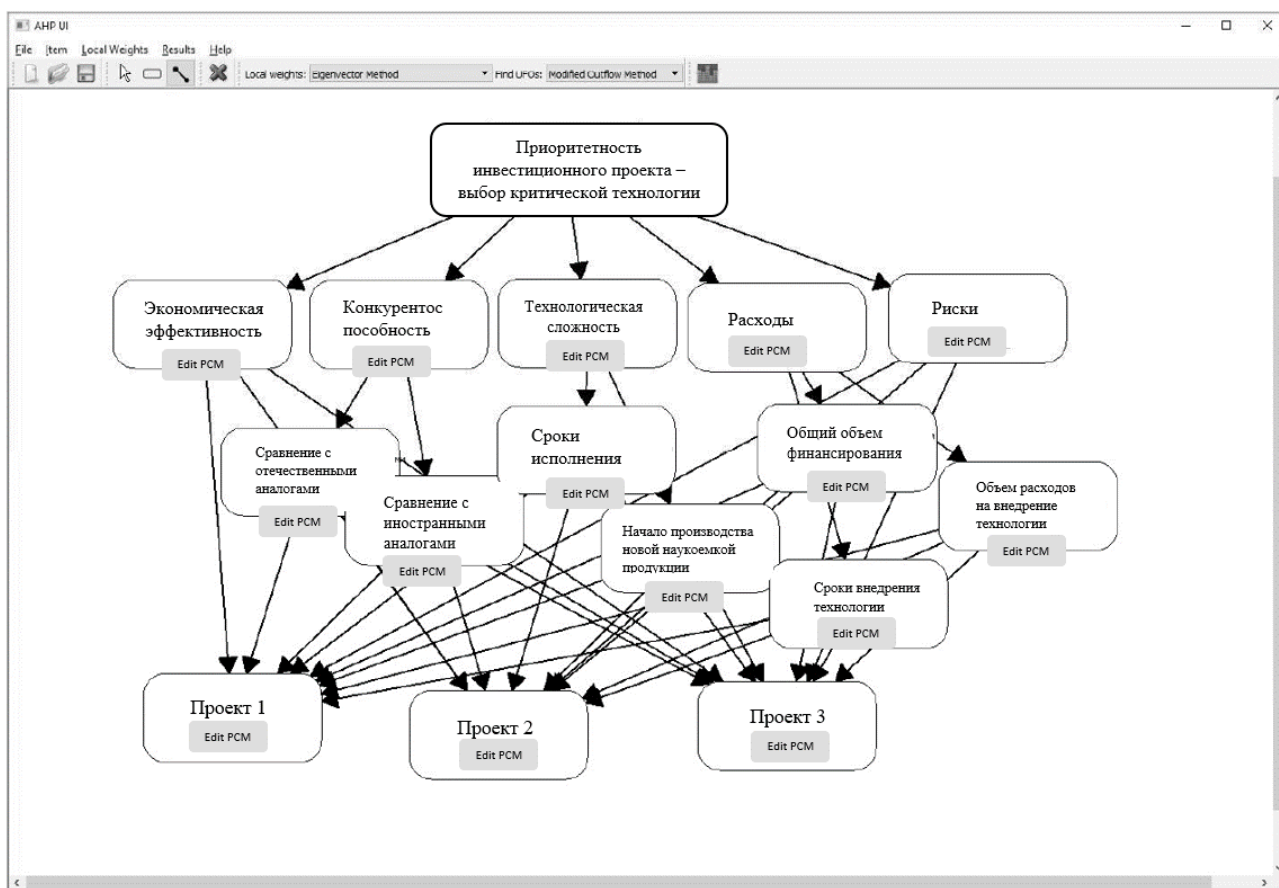 AHP UI
File Item Local Weights Results Help
Local weights: Eigenvector Method Find UFOs: Modified Outflow Method
Приоритетность
инвестиционного проекта –
выбор критической технологии
Экономическая
эффективность
Edit PCM
Конкурентос
пособность
Edit PCM
Технологическая
сложность
Edit PCM
Расходы
Edit PCM
Риски
Edit PCM
Сравнение с
отечественными
аналогами
Edit PCM
Сравнение с
иностранными
аналогами
Edit PCM
Сроки
исполнения
Edit PCM
Начало производства
новой наукоемкой
продукции
Edit PCM
Общий объем
финансирования
Edit PCM
Сроки внедрения
технологии
Edit PCM
Объем расходов
на внедрение
технологии
Edit PCM
Проект 1
Edit PCM
Проект 2
Edit PCM
Проект 3
Edit PCM